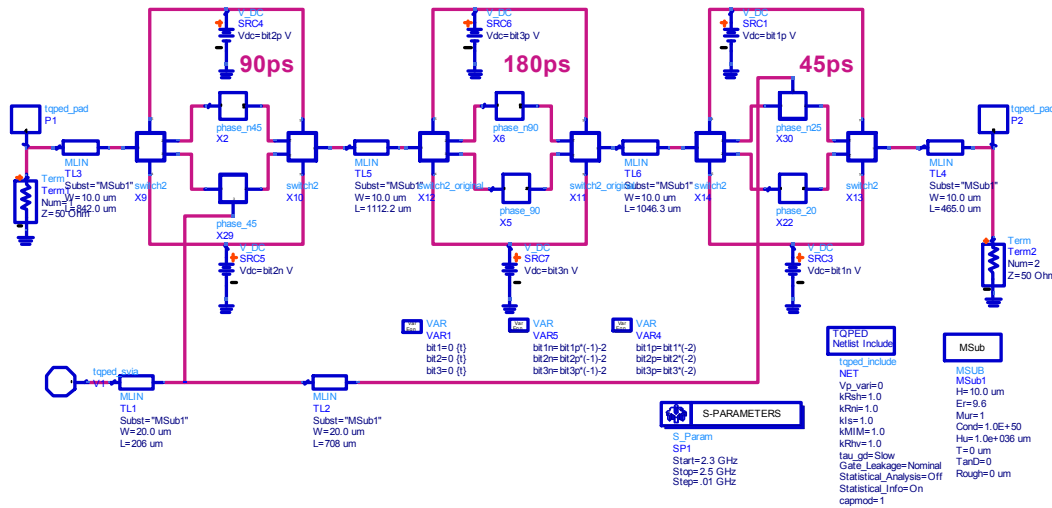 V_DC
SRC4
Vdc=bit2p V
90ps
V_DC
SRC6
Vdc=bit3p V
180ps
V_DC
SRC1
Vdc=bit1p V
45ps
tqped_pad
P1
phase_n45
X2
phase_n90
X6
phase_n25
X30
tqped_pad
P2
MLIN
TL3
Subst="MSub1"
W=10.0 um
L=842.0 um
switch2
X9
switch2
X10
MLIN
TL5
Subst="MSub1"
W=10.0 um
L=1112.2 um
switch2_original
X12
switch2_original
X11
MLIN
TL6
Subst="MSub1"
W=10.0 um
L=1046.3 um
switch2
X14
switch2
X13
MLIN
TL4
Subst="MSub1"
W=10.0 um
L=465.0 um
Term
Term1
Num=1
Z=50 Ohm
phase_45
X29
phase_90
X5
phase_20
X22
Term
Term2
Num=2
Z=50 Ohm
V_DC
SRC5
Vdc=bit2n V
V_DC
SRC7
Vdc=bit3n V
V_DC
SRC3
Vdc=bit1n V
Var
Eqn
VAR
VAR1
bit1=0 {t}
bit2=0 {t}
bit3=0 {t}
Var
Eqn
VAR
VAR5
bit1n=bit1p*(-1)-2
bit2n=bit2p*(-1)-2
bit3n=bit3p*(-1)-2
Var
Eqn
VAR
VAR4
bit1p=bit1*(-2)
bit2p=bit2*(-2)
bit3p=bit3*(-2)
tqped_svia
V1
MLIN
TL1
Subst="MSub1"
W=20.0 um
L=206 um
MLIN
TL2
Subst="MSub1"
W=20.0 um
L=708 um
S-PARAMETERS
S_Param
SP1
Start=2.3 GHz
Stop=2.5 GHz
Step=.01 GHz
TQPED
Netlist Include
tqped_include
NET
Vp_vari=0
kRsh=1.0
kRni=1.0
kIs=1.0
kMIM=1.0
kRhv=1.0
tau_gd=Slow
Gate_Leakage=Nominal
Statistical_Analysis=Off
Statistical_Info=On
capmod=1
MSub
MSUB
MSub1
H=10.0 um
Er=9.6
Mur=1
Cond=1.0E+50
Hu=1.0e+036 um
T=0 um
TanD=0
Rough=0 um